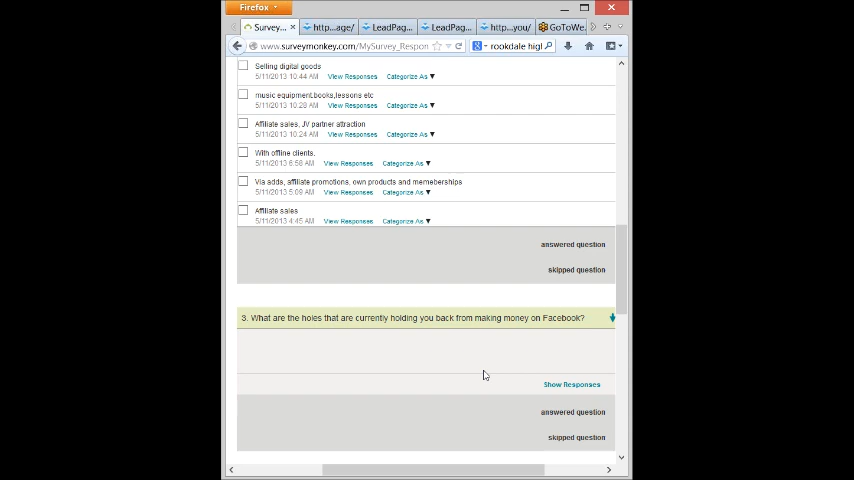 Firefox
Survey... × http...age/ LeadPag... LeadPag... http...you/ GoToWe.
www.surveymonkey.com/MySurvey_Respon rookdale higl
Selling digital goods
5/11/2013 10:44 AM View Responses Categorize As ▼
music equipment.books,lessons etc
5/11/2013 10:28 AM View Responses Categorize As ▼
Affiliate sales, JV partner attraction
5/11/2013 10:24 AM View Responses Categorize As ▼
With offline clients.
5/11/2013 6:58 AM View Responses Categorize As ▼
Via adds, affiliate promotions, own products and memeberships
5/11/2013 5:09 AM View Responses Categorize As ▼
Affiliate sales
5/11/2013 4:45 AM View Responses Categorize As ▼
answered question
skipped question
3. What are the holes that are currently holding you back from making money on Facebook?
Show Responses
answered question
skipped question